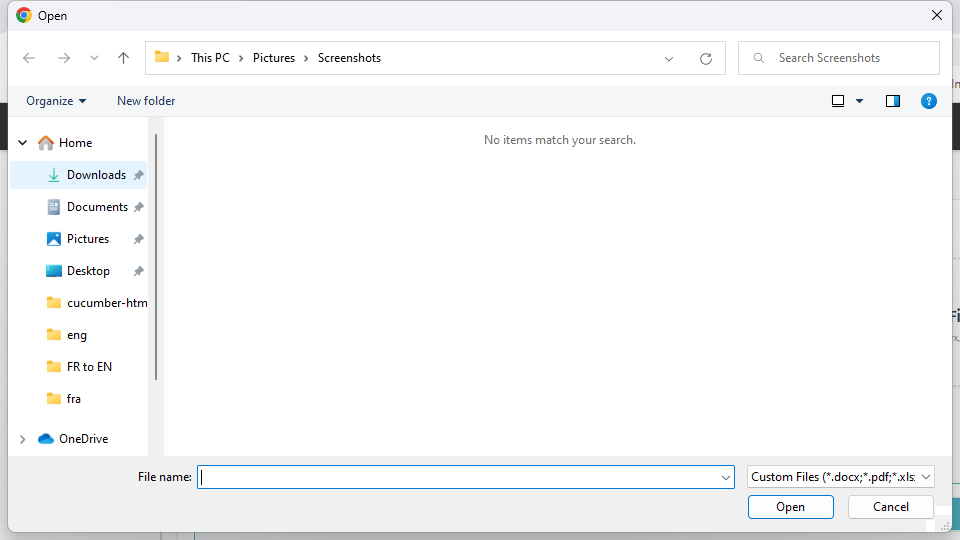 Open
This PC
Pictures
Screenshots
Search Screenshots
Organize
New folder
No items match your search.
Home
Downloads
Documents
Pictures
Desktop
cucumber-htm
eng
FR to EN
fra
OneDrive
File name:
Custom Files (*.docx;*.pdf;*.xls
Open
Cancel